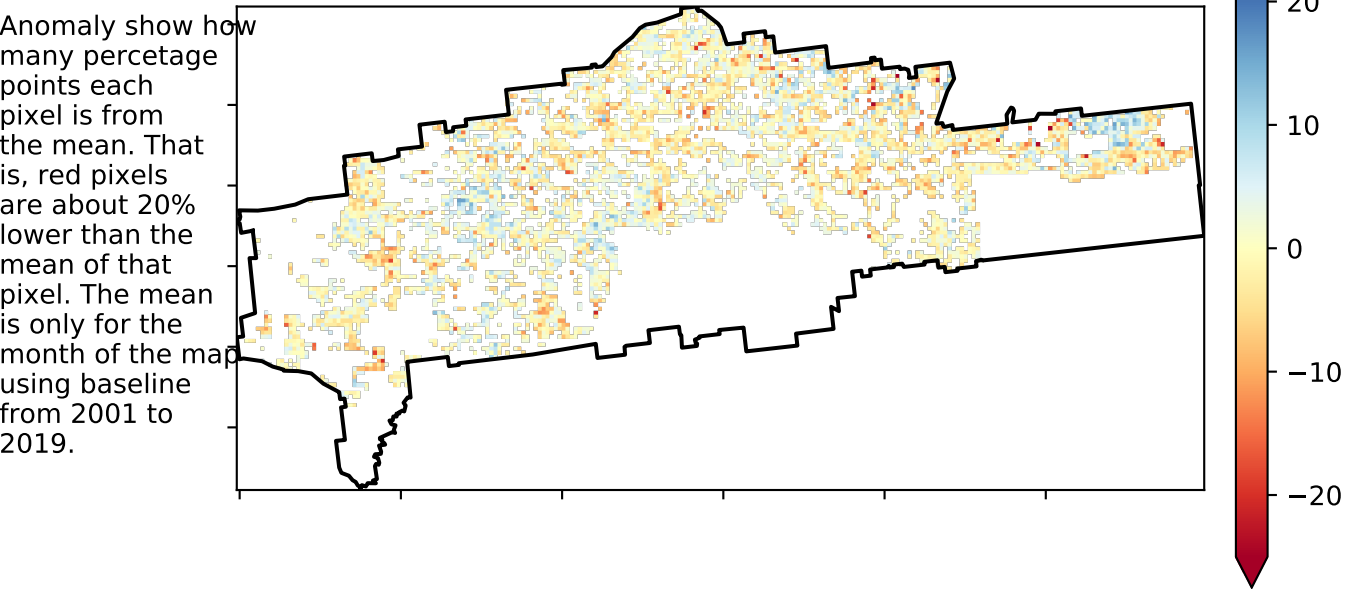 Anomaly show how
many percetage
points each
pixel is from
the mean. That
is, red pixels
are about 20%
lower than the
mean of that
pixel. The mean
is only for the
month of the map
using baseline
from 2001 to
2019.
20
10
0
−10
−20